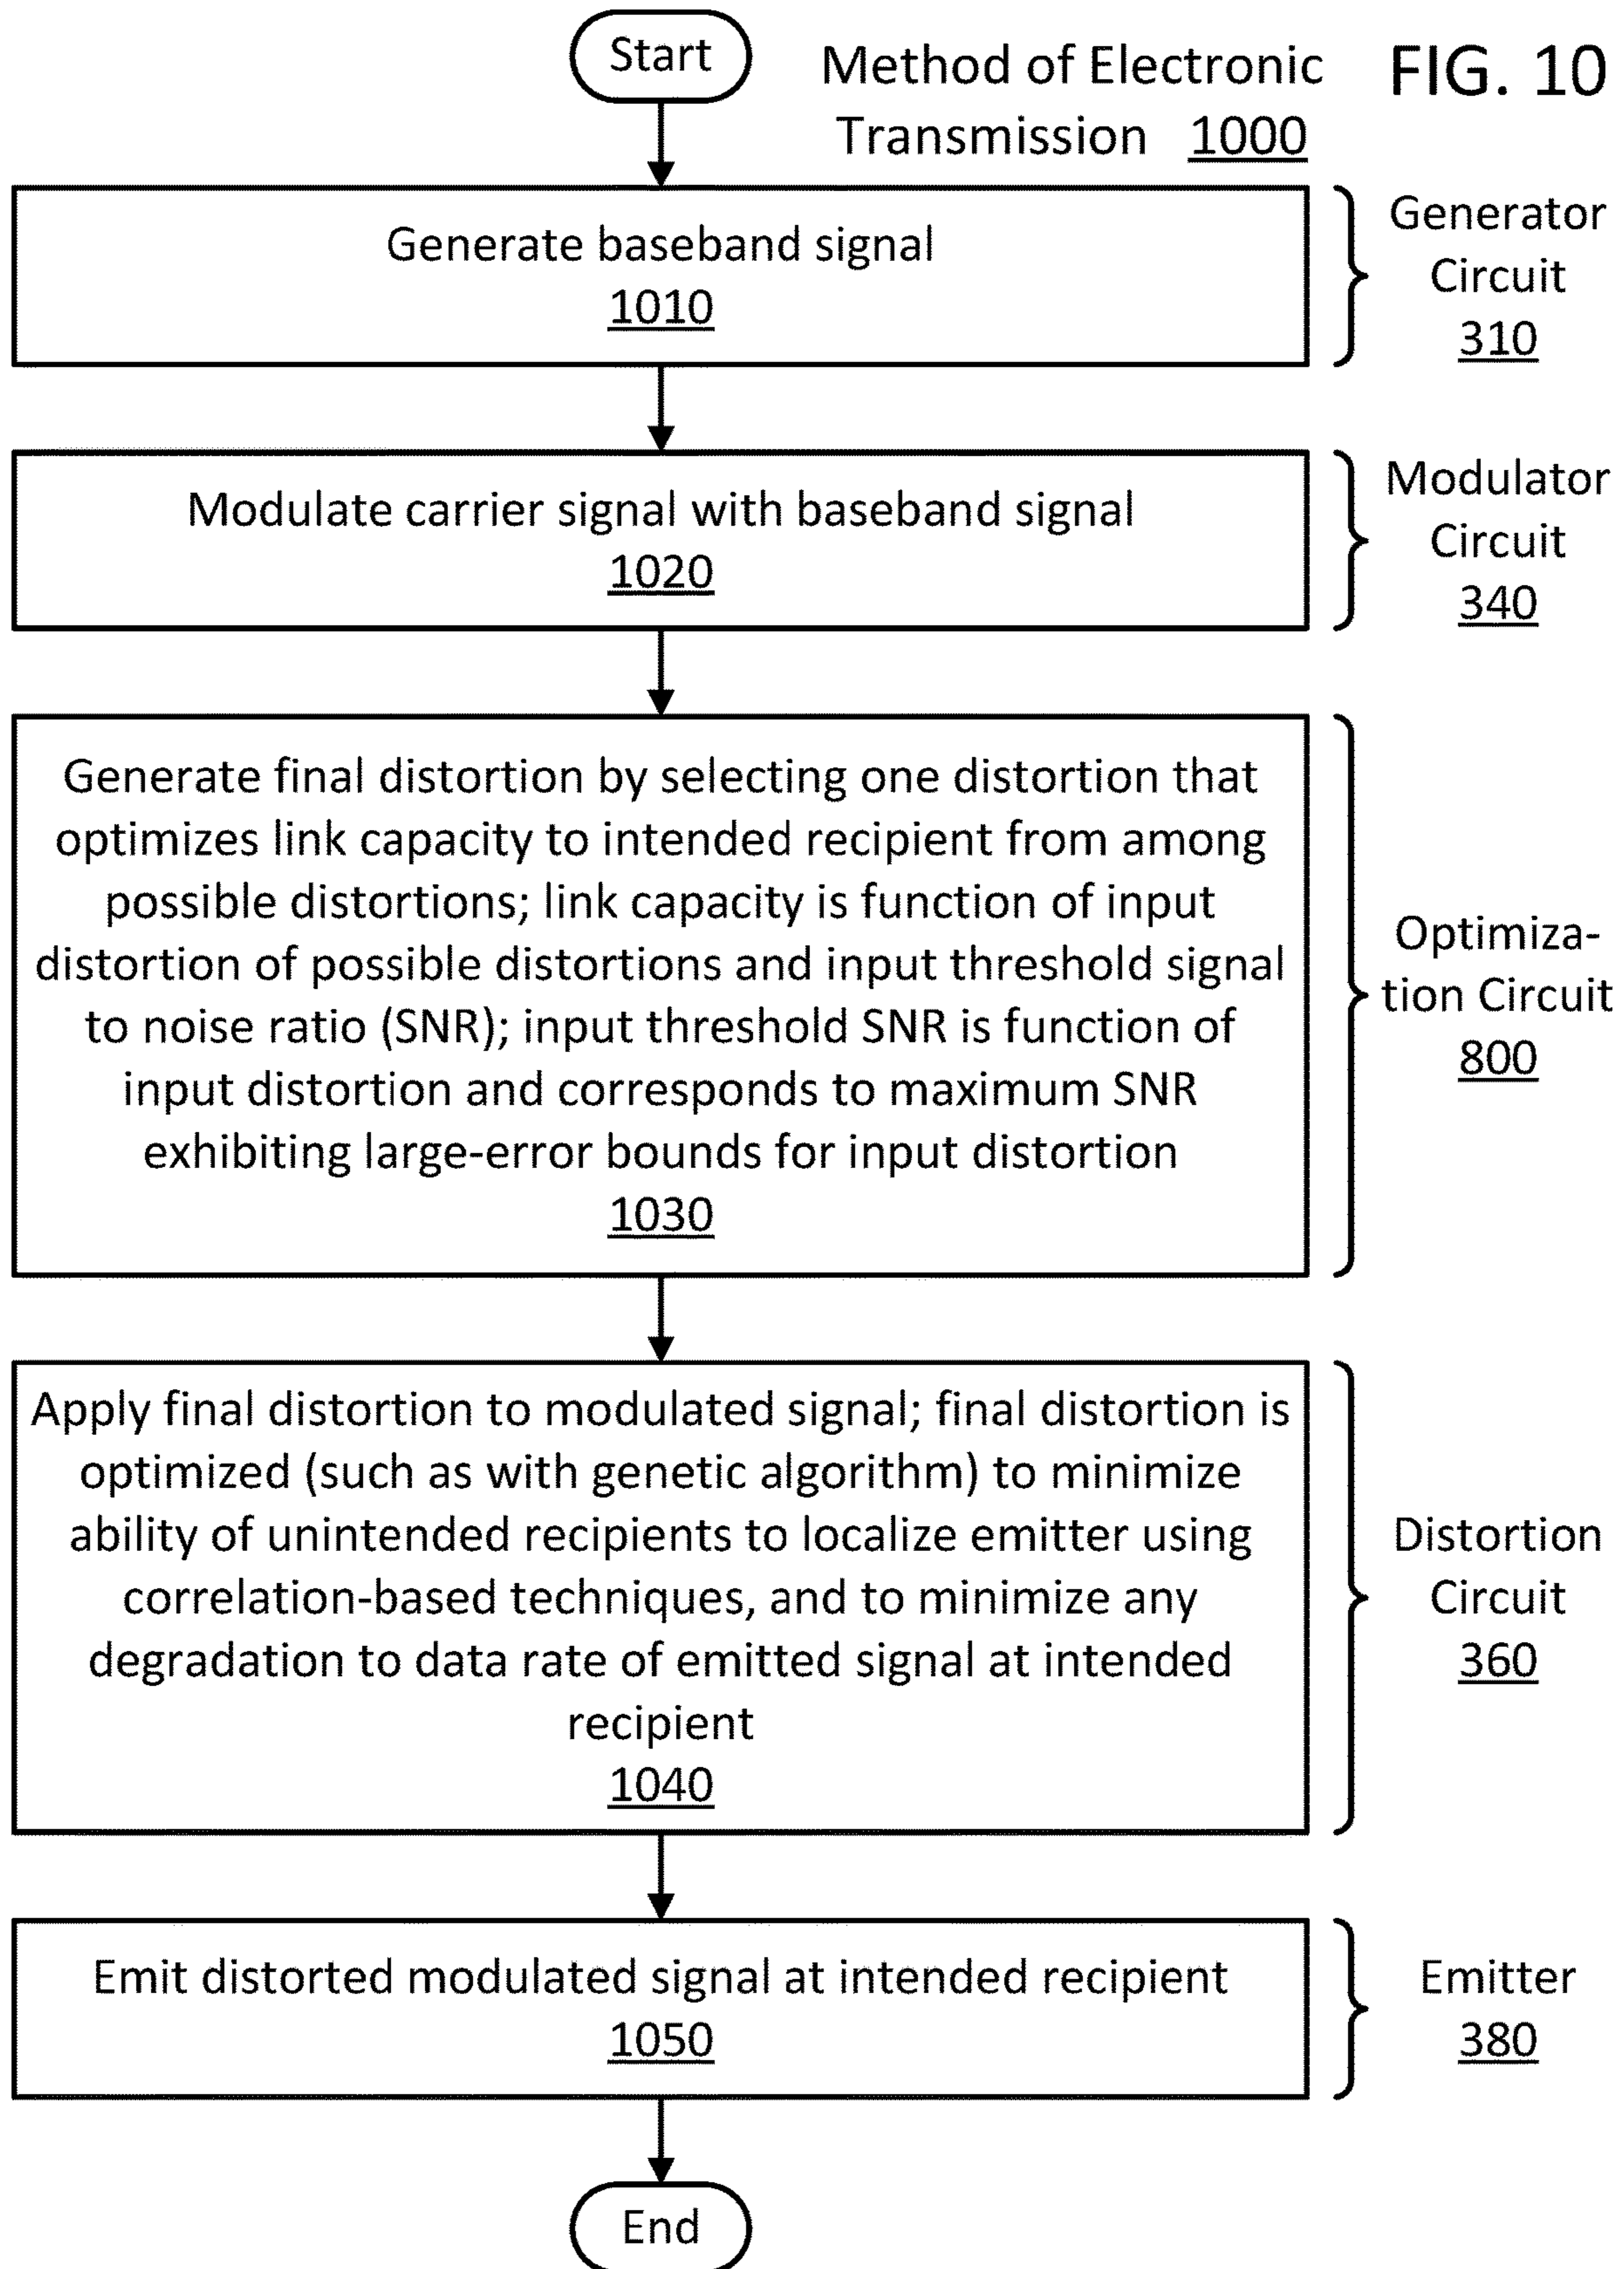 Start
Method of Electronic
Transmission 1000
FIG. 10
Generate baseband signal
1010
Generator
Circuit
310
Modulate carrier signal with baseband signal
1020
Modulator
Circuit
340
Generate final distortion by selecting one distortion that
optimizes link capacity to intended recipient from among
possible distortions; link capacity is function of input
distortion of possible distortions and input threshold signal
to noise ratio (SNR); input threshold SNR is function of
input distortion and corresponds to maximum SNR
exhibiting large-error bounds for input distortion
1030
Optimiza-
tion Circuit
800
Apply final distortion to modulated signal; final distortion is
optimized (such as with genetic algorithm) to minimize
ability of unintended recipients to localize emitter using
correlation-based techniques, and to minimize any
degradation to data rate of emitted signal at intended
recipient
1040
Distortion
Circuit
360
Emit distorted modulated signal at intended recipient
1050
Emitter
380
End